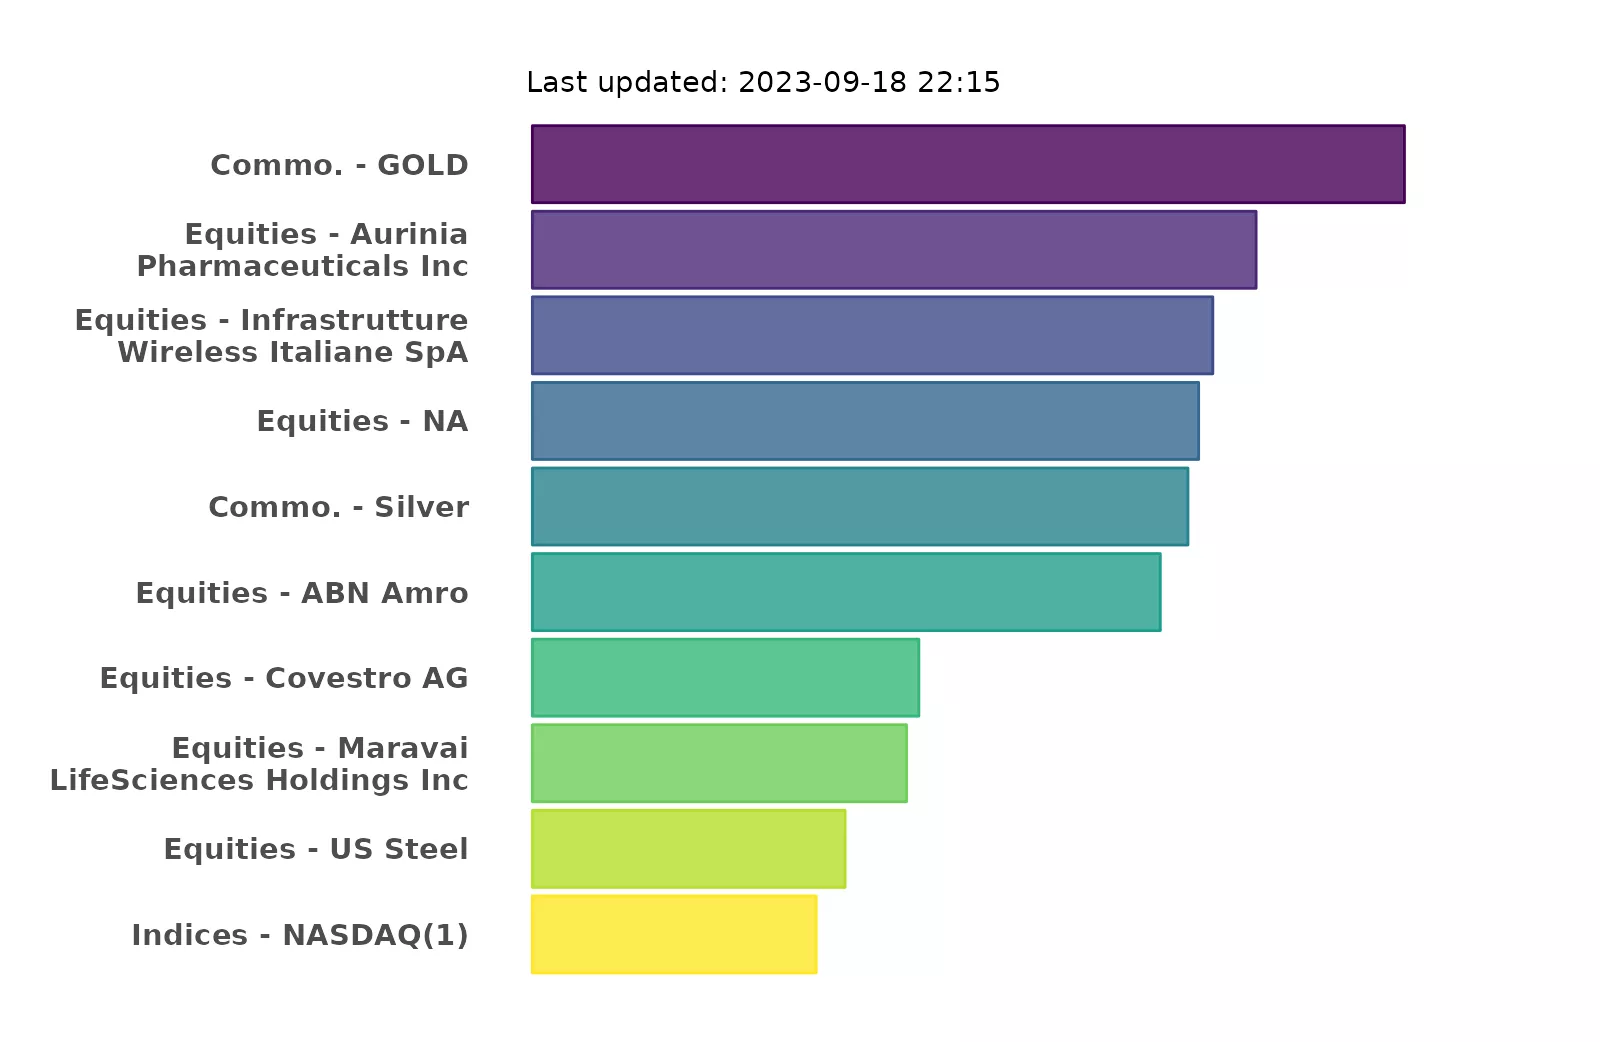 Last updated: 2023-09-18 22:15
Commo. - GOLD
Equities - Aurinia
Pharmaceuticals Inc
Equities - Infrastrutture
Wireless Italiane SpA
Equities - NA
Commo. - Silver
Equities - ABN Amro
Equities - Covestro AG
Equities - Maravai
LifeSciences Holdings Inc
Equities - US Steel
Indices - NASDAQ(1)